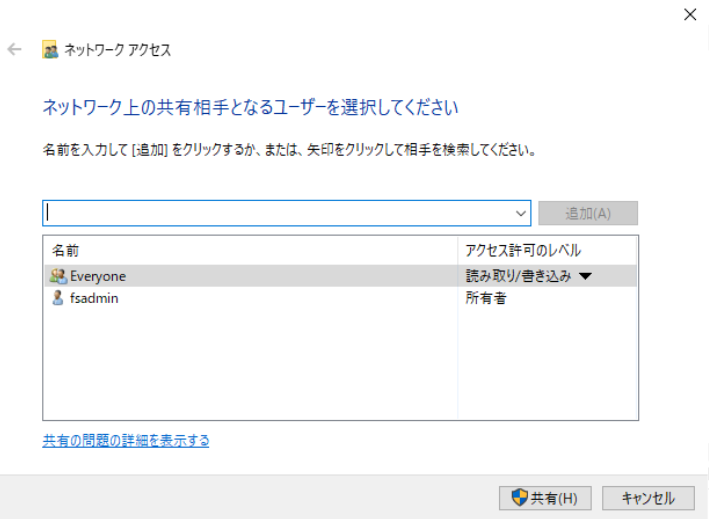 ネットワーク アクセス
ネットワーク上の共有相手となるユーザーを選択してください
名前を入力して [追加] をクリックするか、または、矢印をクリックして相手を検索してください。
追加(A)
名前 アクセス許可のレベル
Everyone 読み取り/書き込み
fsadmin 所有者
共有の問題の詳細を表示する
共有(H) キャンセル